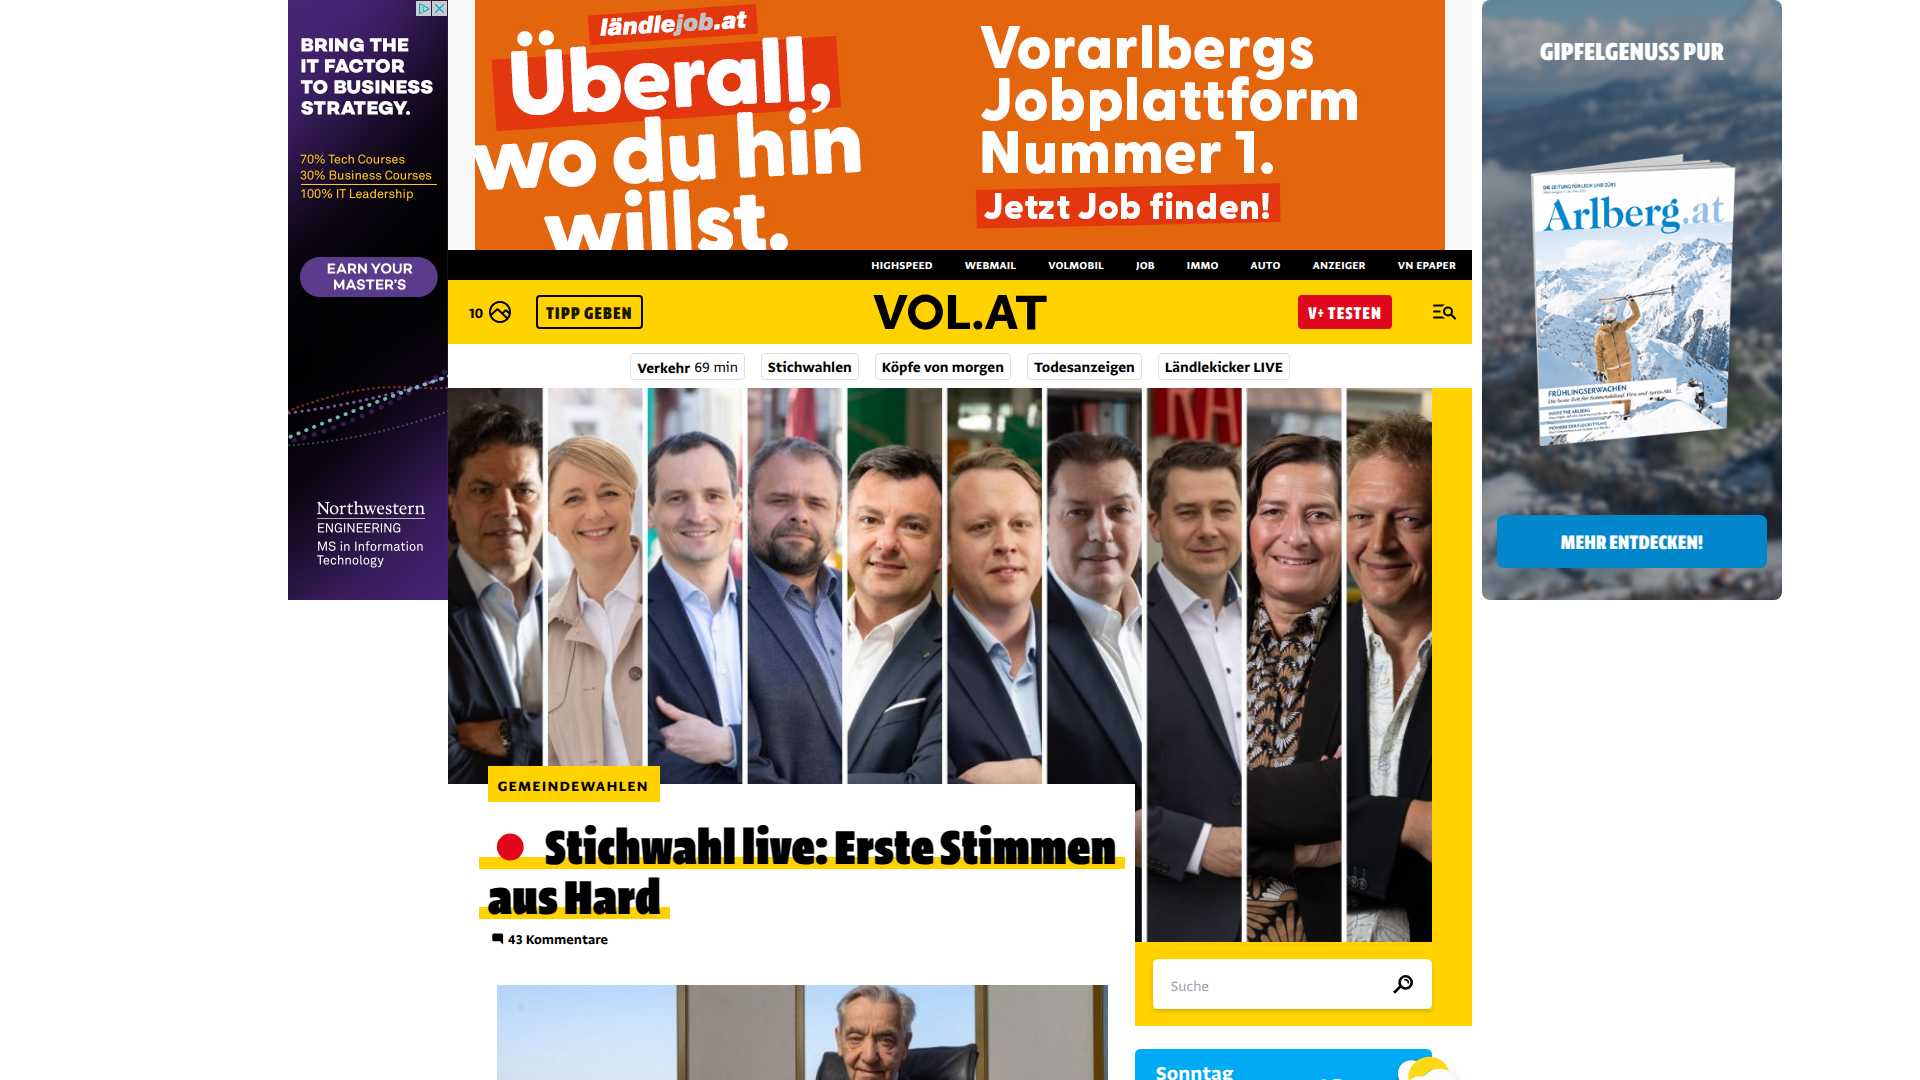 BRING THE
IT FACTOR
TO BUSINESS
STRATEGY.
70% Tech Courses
30% Business Courses
100% IT Leadership
EARN YOUR
MASTER'S
Northwestern
ENGINEERING
MS in Information
Technology
ländlejob.at
Überall,
wo du hin
willst.
Vorarlbergs
Jobplattform
Nummer 1.
Jetzt Job finden!
GIPFELGENUSS PUR
Arlberg.at
FRÜHLINGSERWACHEN
MEHR ENTDECKEN!
HIGHSPEED WEBMAIL VOLMOBIL JOB IMMO AUTO ANZEIGER VN EPAPER
10 TIPP GEBEN VOL.AT V+ TESTEN
Verkehr 69 min Stichwahlen Köpfe von morgen Todesanzeigen Ländlekicker LIVE
GEMEINDEWAHLEN
Stichwahl live: Erste Stimmen
aus Hard
43 Kommentare
Suche
Sonntag